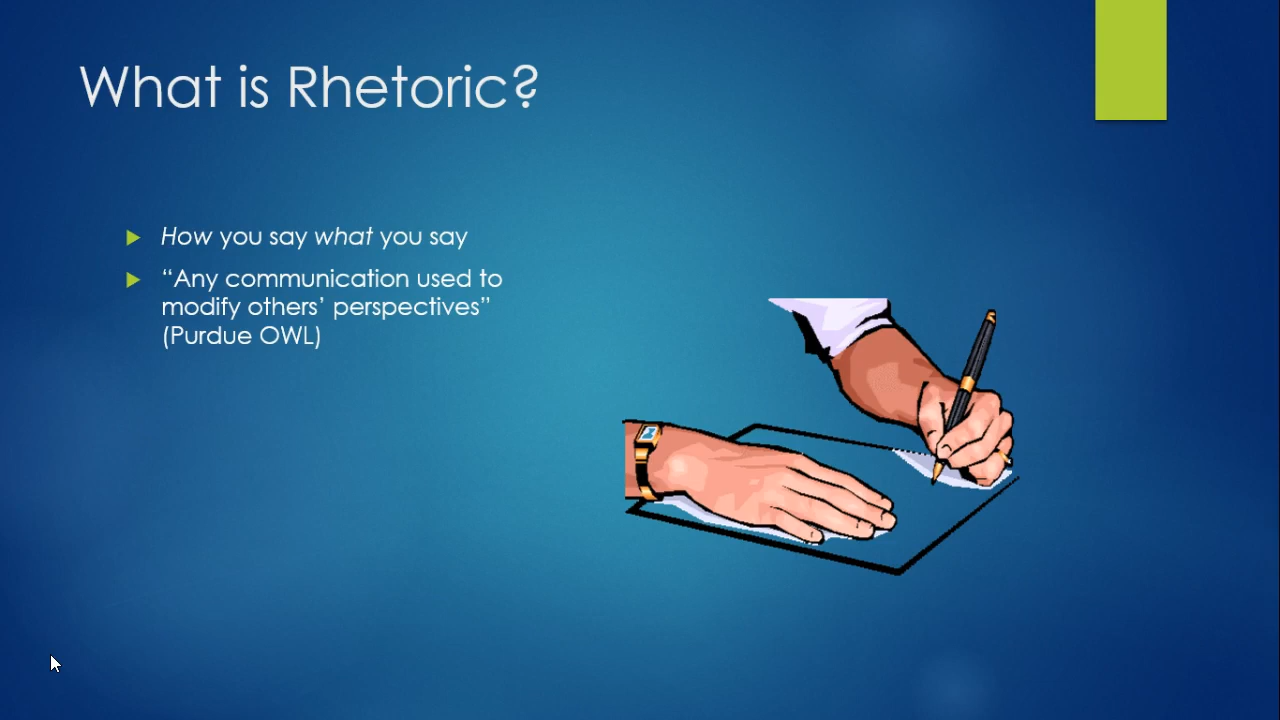 What is Rhetoric?
How you say what you say
“Any communication used to
modify others’ perspectives”
(Purdue OWL)